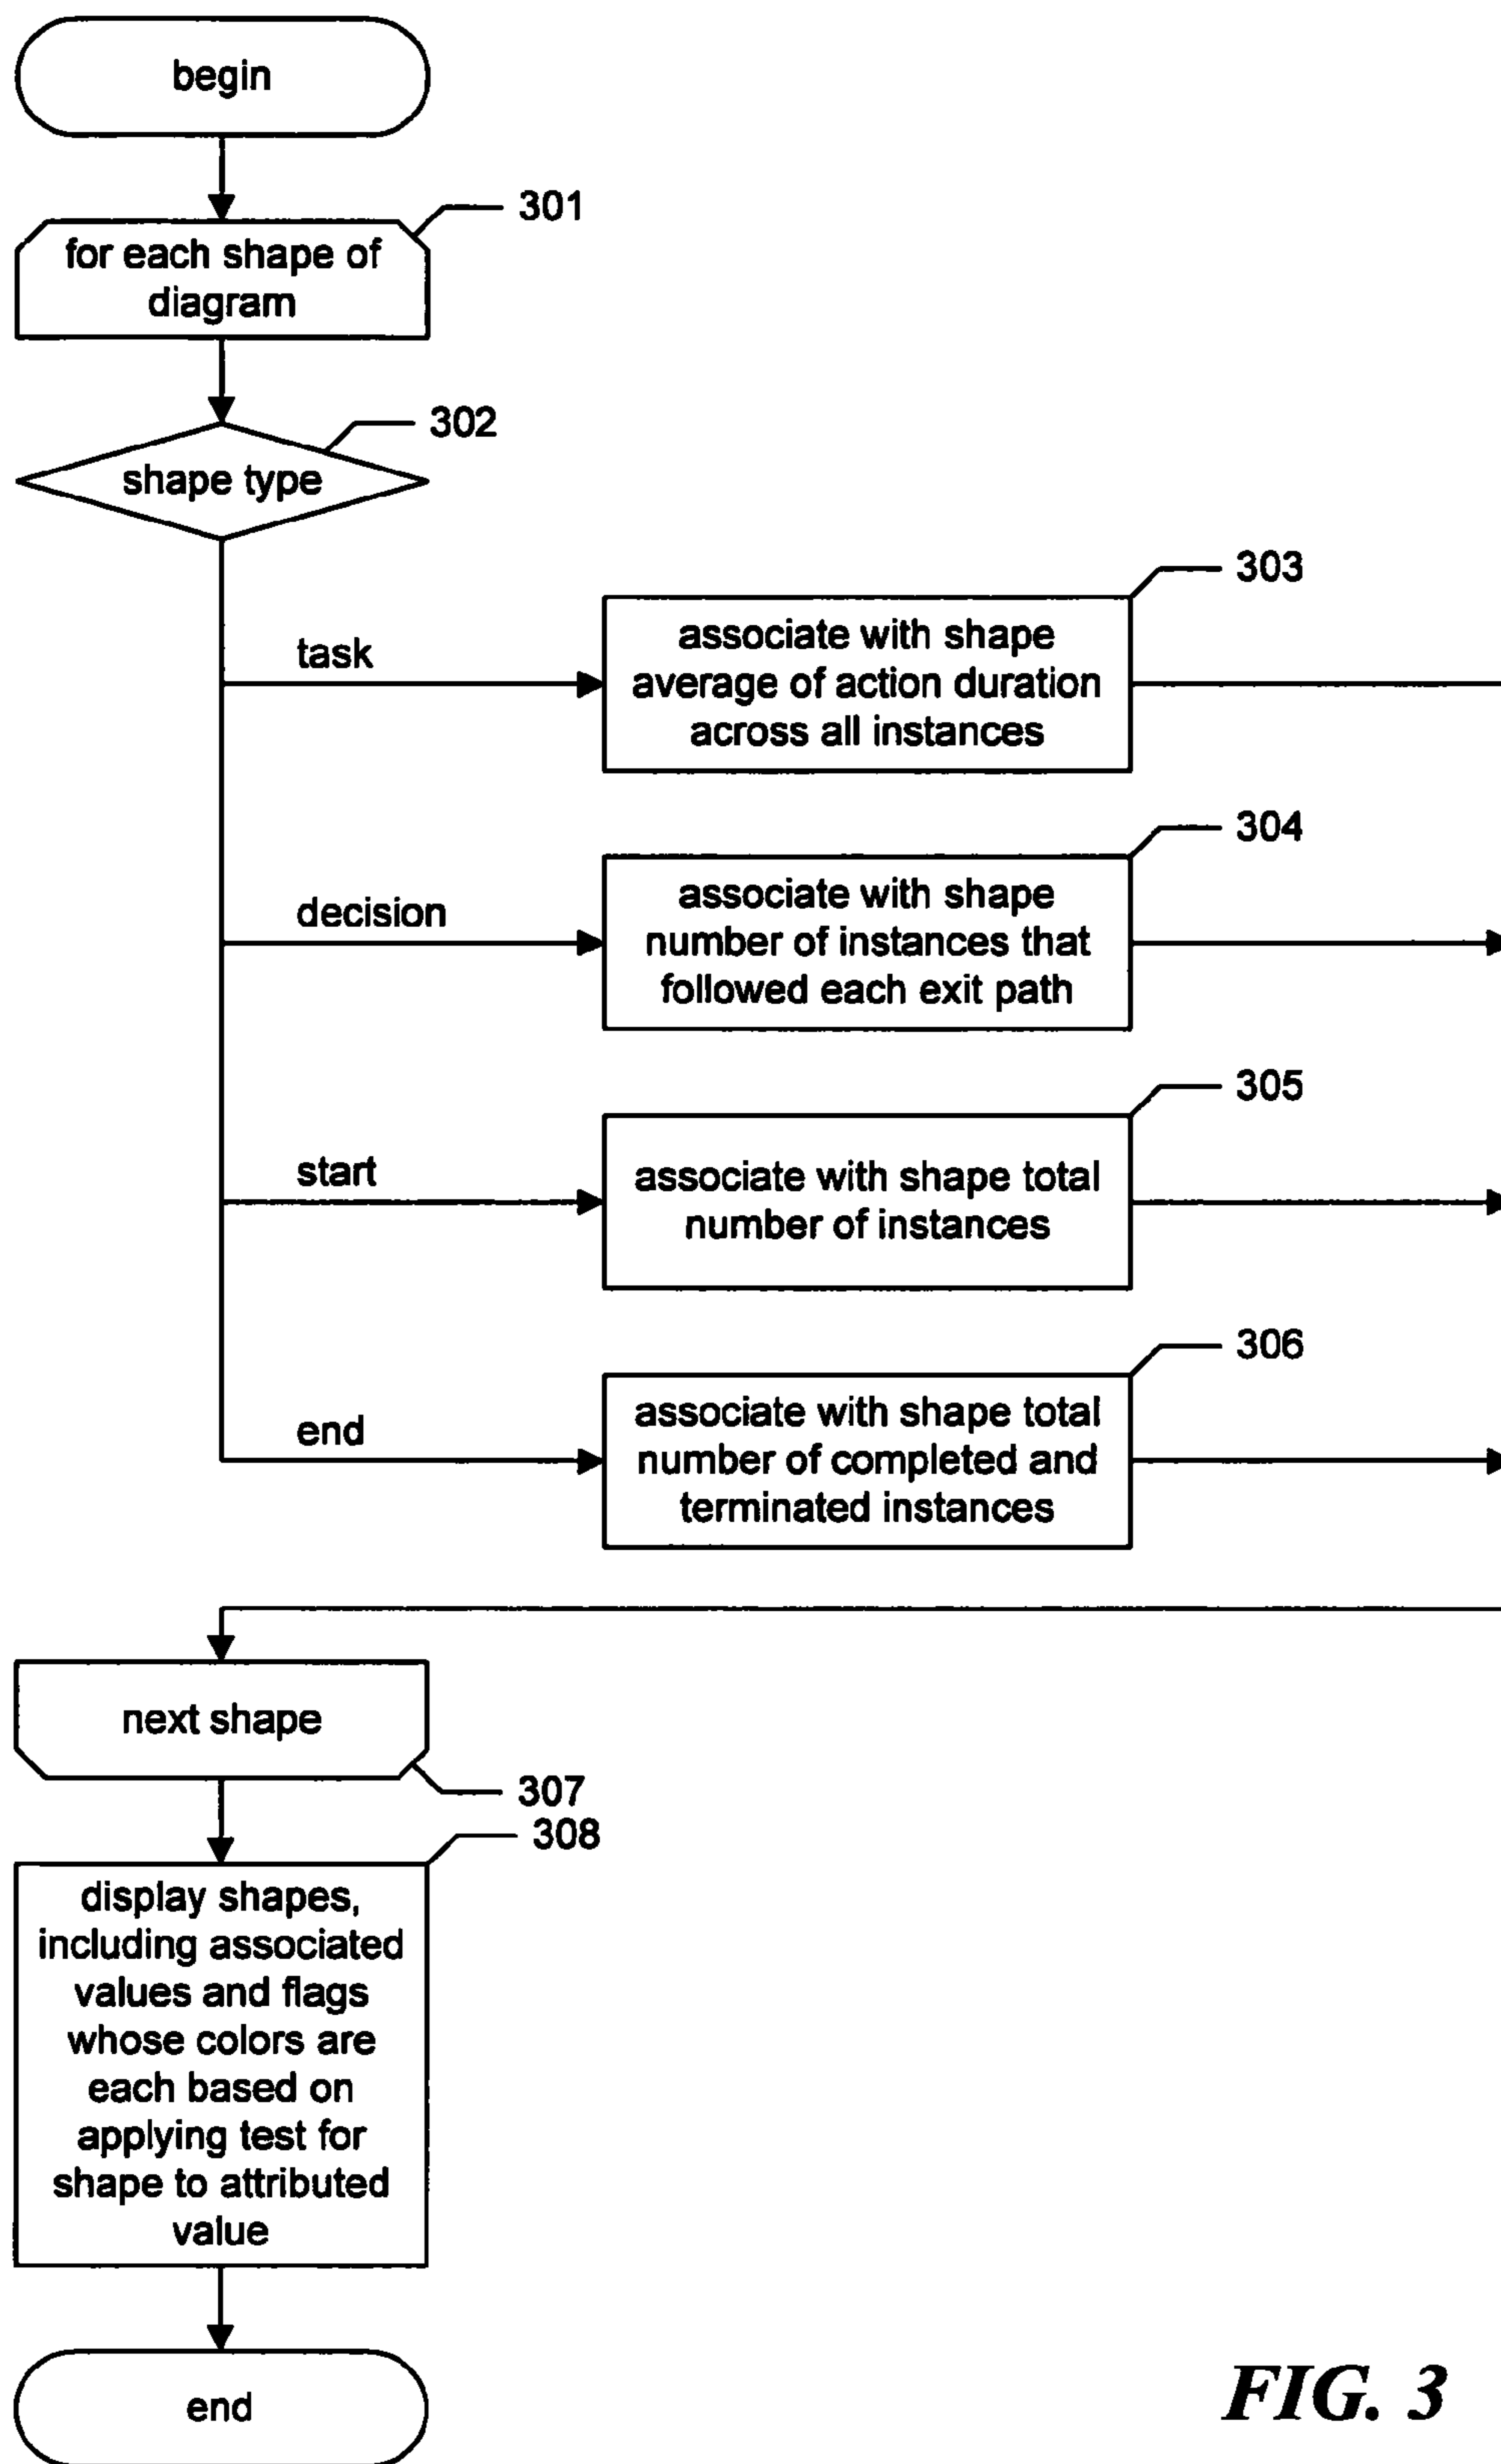 begin
301
for each shape of
diagram
302
shape type
303
task
associate with shape
average of action duration
across all instances
304
decision
associate with shape
number of instances that
followed each exit path
305
start
associate with shape total
number of instances
306
end
associate with shape total
number of completed and
terminated instances
next shape
307
308
display shapes,
including associated
values and flags
whose colors are
each based on
applying test for
shape to attributed
value
end
FIG. 3